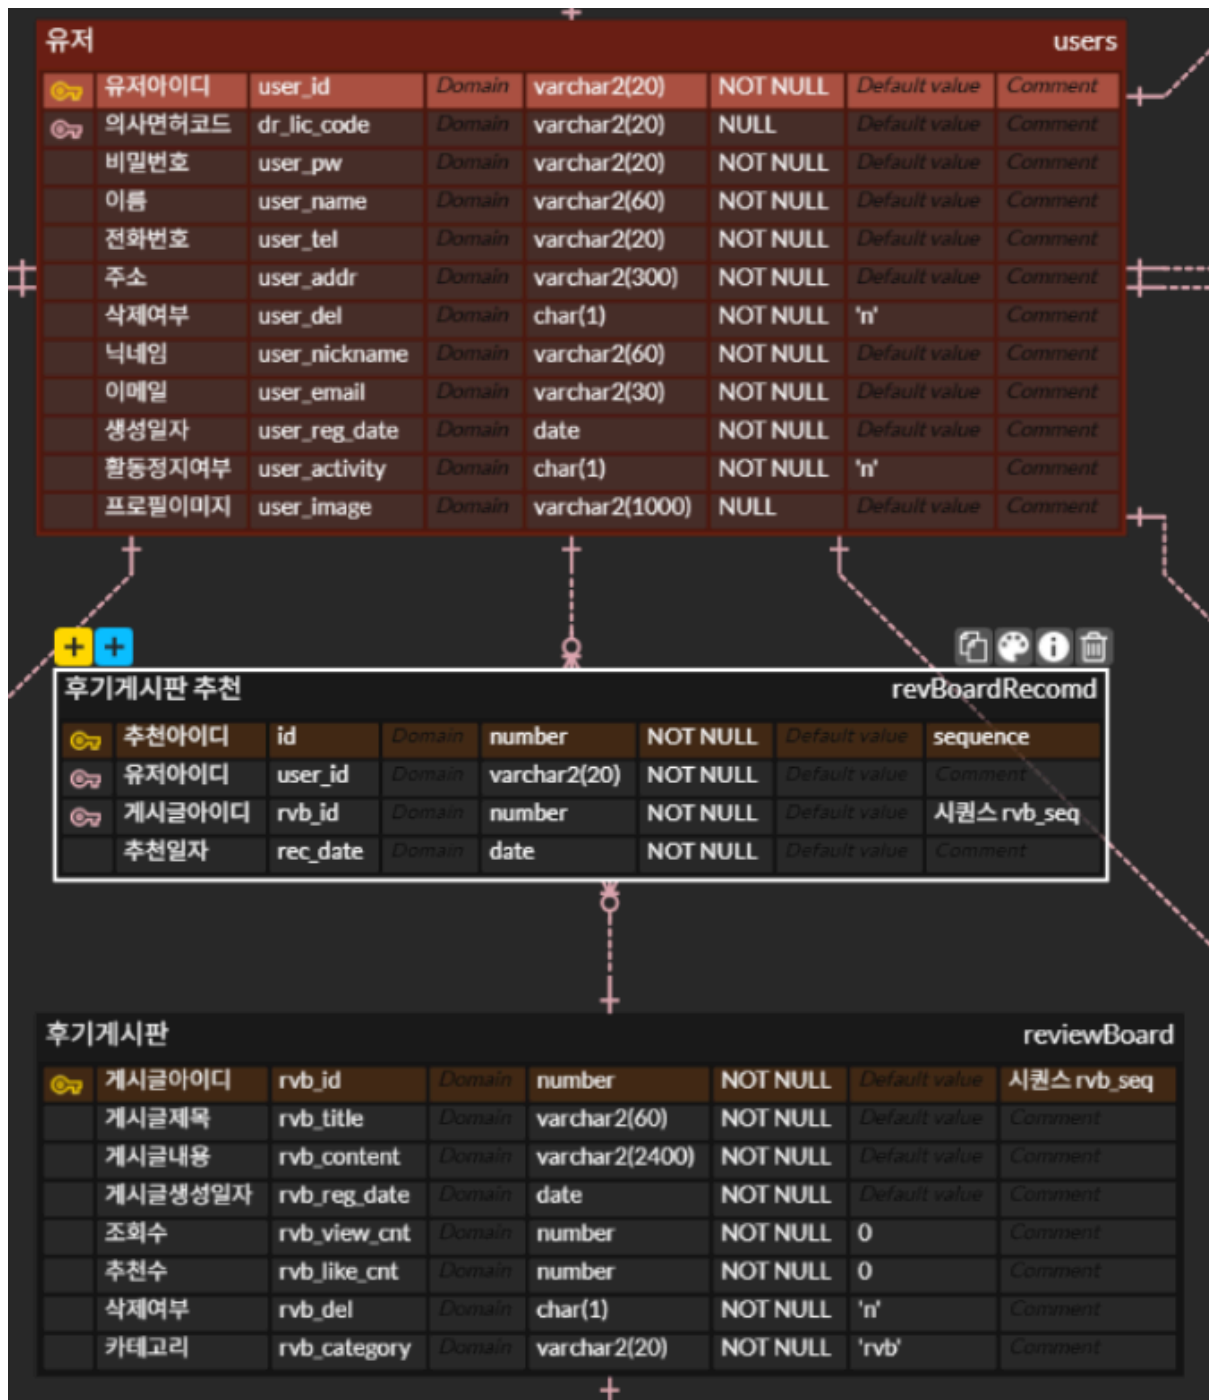 유저 users
유저아이디 user_id Domain varchar2(20) NOT NULL Default value Comment
의사면허코드 dr_lic_code Domain varchar2(20) NULL Default value Comment
비밀번호 user_pw Domain varchar2(20) NOT NULL Default value Comment
이름 user_name Domain varchar2(60) NOT NULL Default value Comment
전화번호 user_tel Domain varchar2(20) NOT NULL Default value Comment
주소 user_addr Domain varchar2(300) NOT NULL Default value Comment
삭제여부 user_del Domain char(1) NOT NULL 'n' Comment
닉네임 user_nickname Domain varchar2(60) NOT NULL Default value Comment
이메일 user_email Domain varchar2(30) NOT NULL Default value Comment
생성일자 user_reg_date Domain date NOT NULL Default value Comment
활동정지여부 user_activity Domain char(1) NOT NULL 'n' Comment
프로필이미지 user_image Domain varchar2(1000) NULL Default value Comment
후기게시판 추천 revBoardRecomd
추천아이디 id Domain number NOT NULL Default value sequence
유저아이디 user_id Domain varchar2(20) NOT NULL Default value Comment
게시글아이디 rvb_id Domain number NOT NULL Default value 시퀀스 rvb_seq
추천일자 rec_date Domain date NOT NULL Default value Comment
후기게시판 reviewBoard
게시글아이디 rvb_id Domain number NOT NULL Default value 시퀀스 rvb_seq
게시글제목 rvb_title Domain varchar2(60) NOT NULL Default value Comment
게시글내용 rvb_content Domain varchar2(2400) NOT NULL Default value Comment
게시글생성일자 rvb_reg_date Domain date NOT NULL Default value Comment
조회수 rvb_view_cnt Domain number NOT NULL 0 Comment
추천수 rvb_like_cnt Domain number NOT NULL 0 Comment
삭제여부 rvb_del Domain char(1) NOT NULL 'n' Comment
카테고리 rvb_category Domain varchar2(20) NOT NULL 'rvb' Comment